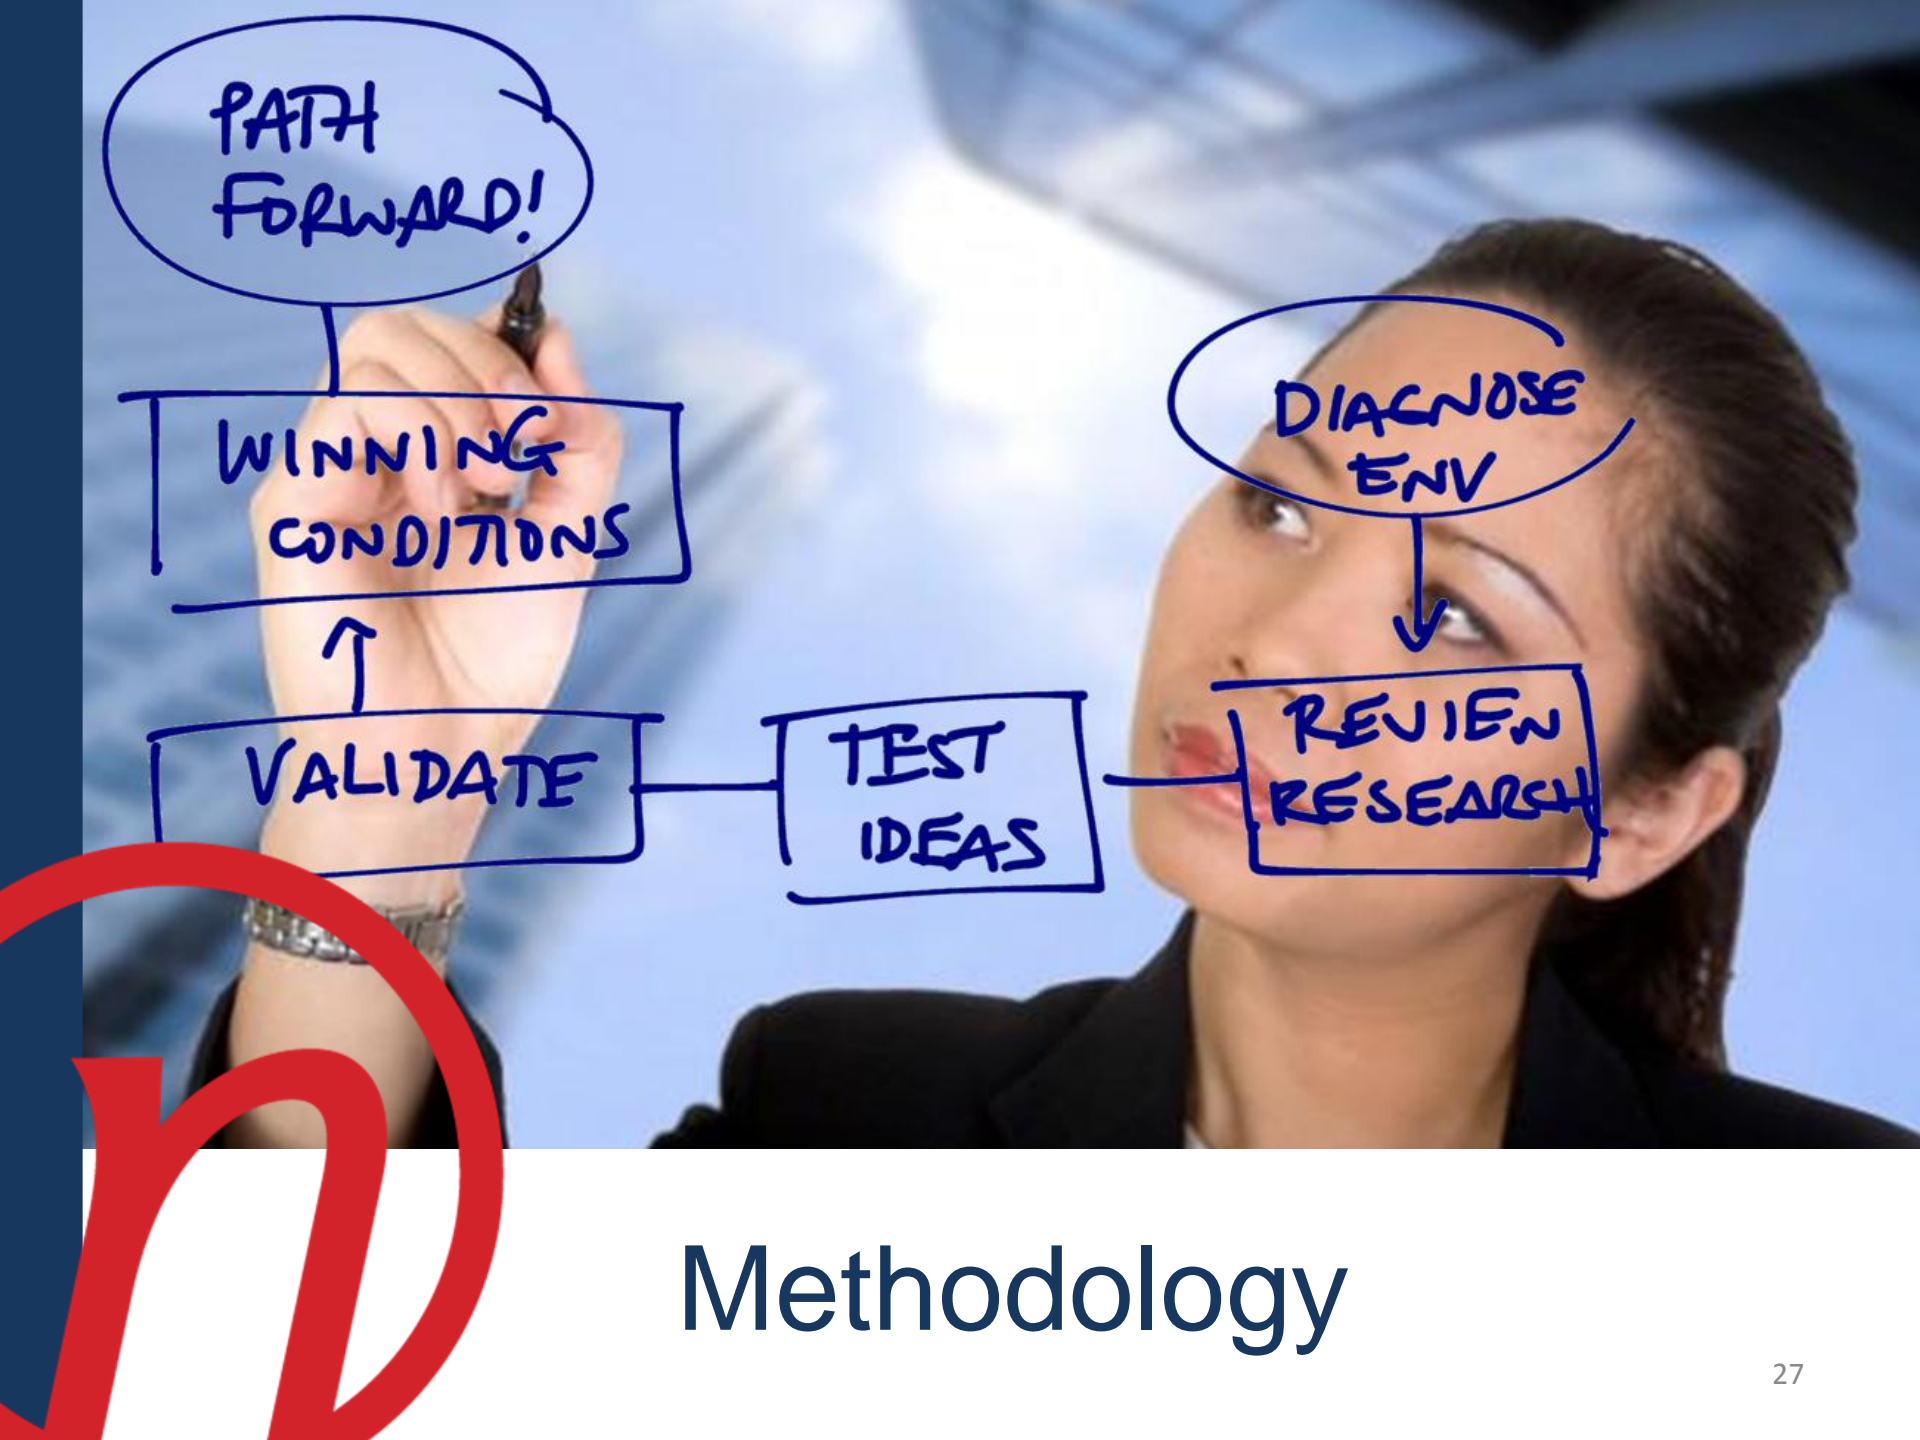 PATH
FORWARD!
WINNING
CONDITIONS
VALIDATE
TEST
IDEAS
DIAGNOSE
ENV
REVIEW
RESEARCH
n
Methodology
27